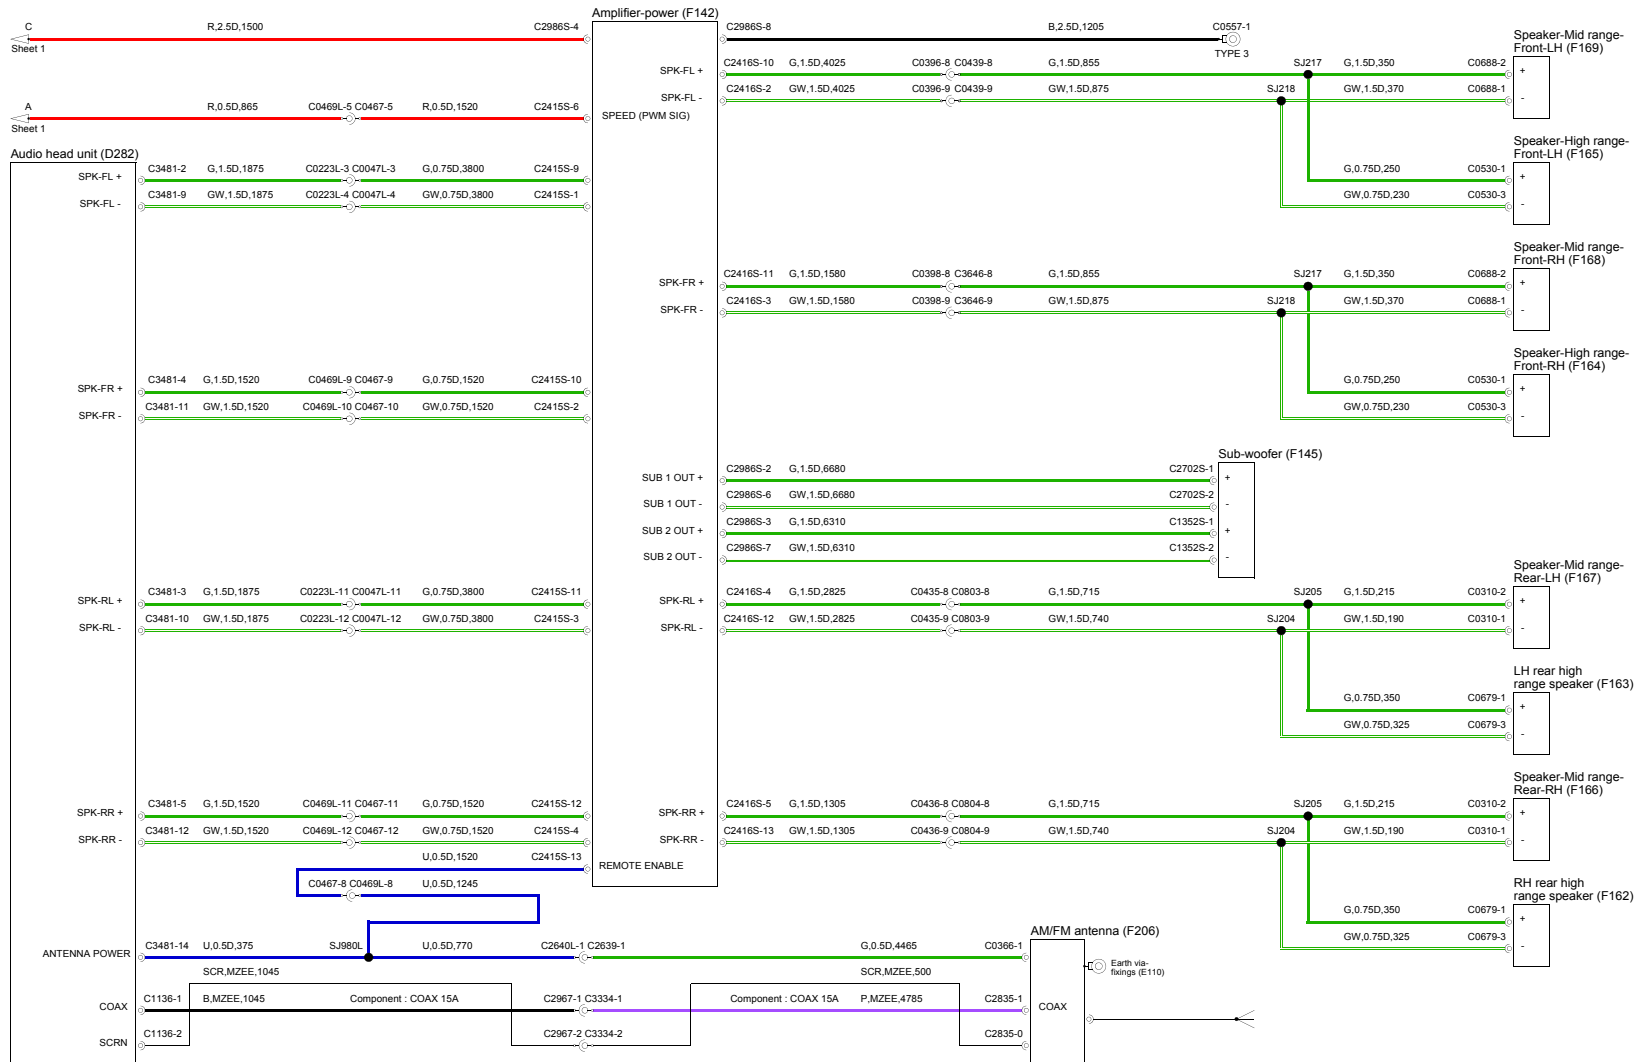 Amplifier-power (F142)
C R,2.5D,1500 C2986S-4
Sheet 1
C2986S-8 B,2.5D,1205 C0557-1
TYPE 3
Speaker-Mid range-
Front-LH (F169)
SPK-FL + C2416S-10 G,1.5D,4025 C0396-8 C0439-8 G,1.5D,855 SJ217 G,1.5D,350 C0688-2 +
SPK-FL - C2416S-2 GW,1.5D,4025 C0396-9 C0439-9 GW,1.5D,875 SJ218 GW,1.5D,370 C0688-1 -
A R,0.5D,865 C0469L-5 C0467-5 R,0.5D,1520 C2415S-6
Sheet 1
SPEED (PWM SIG)
Audio head unit (D282)
Speaker-High range-
Front-LH (F165)
SPK-FL + C3481-2 G,1.5D,1875 C0223L-3 C0047L-3 G,0.75D,3800 C2415S-9
G,0.75D,250 C0530-1 +
SPK-FL - C3481-9 GW,1.5D,1875 C0223L-4 C0047L-4 GW,0.75D,3800 C2415S-1
GW,0.75D,230 C0530-3 -
Speaker-Mid range-
Front-RH (F168)
SPK-FR + C2416S-11 G,1.5D,1580 C0398-8 C3646-8 G,1.5D,855 SJ217 G,1.5D,350 C0688-2 +
SPK-FR - C2416S-3 GW,1.5D,1580 C0398-9 C3646-9 GW,1.5D,875 SJ218 GW,1.5D,370 C0688-1 -
Speaker-High range-
Front-RH (F164)
SPK-FR + C3481-4 G,1.5D,1520 C0469L-9 C0467-9 G,0.75D,1520 C2415S-10
G,0.75D,250 C0530-1 +
SPK-FR - C3481-11 GW,1.5D,1520 C0469L-10 C0467-10 GW,0.75D,1520 C2415S-2
GW,0.75D,230 C0530-3 -
Sub-woofer (F145)
SUB 1 OUT + C2986S-2 G,1.5D,6680 C2702S-1 +
SUB 1 OUT - C2986S-6 GW,1.5D,6680 C2702S-2 -
SUB 2 OUT + C2986S-3 G,1.5D,6310 C1352S-1 +
SUB 2 OUT - C2986S-7 GW,1.5D,6310 C1352S-2 -
Speaker-Mid range-
Rear-LH (F167)
SPK-RL + C3481-3 G,1.5D,1875 C0223L-11 C0047L-11 G,0.75D,3800 C2415S-11
SPK-RL + C2416S-4 G,1.5D,2825 C0435-8 C0803-8 G,1.5D,715 SJ205 G,1.5D,215 C0310-2 +
SPK-RL - C3481-10 GW,1.5D,1875 C0223L-12 C0047L-12 GW,0.75D,3800 C2415S-3
SPK-RL - C2416S-12 GW,1.5D,2825 C0435-9 C0803-9 GW,1.5D,740 SJ204 GW,1.5D,190 C0310-1 -
LH rear high
range speaker (F163)
G,0.75D,350 C0679-1 +
GW,0.75D,325 C0679-3 -
Speaker-Mid range-
Rear-RH (F166)
SPK-RR + C3481-5 G,1.5D,1520 C0469L-11 C0467-11 G,0.75D,1520 C2415S-12
SPK-RR + C2416S-5 G,1.5D,1305 C0436-8 C0804-8 G,1.5D,715 SJ205 G,1.5D,215 C0310-2 +
SPK-RR - C3481-12 GW,1.5D,1520 C0469L-12 C0467-12 GW,0.75D,1520 C2415S-4
SPK-RR - C2416S-13 GW,1.5D,1305 C0436-9 C0804-9 GW,1.5D,740 SJ204 GW,1.5D,190 C0310-1 -
U,0.5D,1520 C2415S-13
REMOTE ENABLE
C0467-8 C0469L-8 U,0.5D,1245
RH rear high
range speaker (F162)
G,0.75D,350 C0679-1 +
GW,0.75D,325 C0679-3 -
AM/FM antenna (F206)
ANTENNA POWER C3481-14 U,0.5D,375 SJ980L U,0.5D,770 C2640L-1 C2639-1 G,0.5D,4465 C0366-1
Earth via-
fixings (E110)
SCR,MZEE,1045 SCR,MZEE,500
COAX C1136-1 B,MZEE,1045 Component : COAX 15A C2967-1 C3334-1 Component : COAX 15A P,MZEE,4785 C2835-1 COAX
SCRN C1136-2 C2967-2 C3334-2 C2835-0